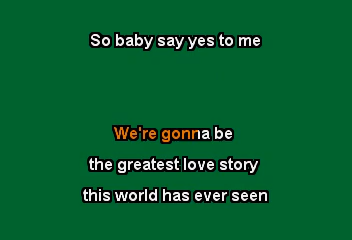 So baby say yes to me
We're gonna be
the greatest love story
this world has ever seen